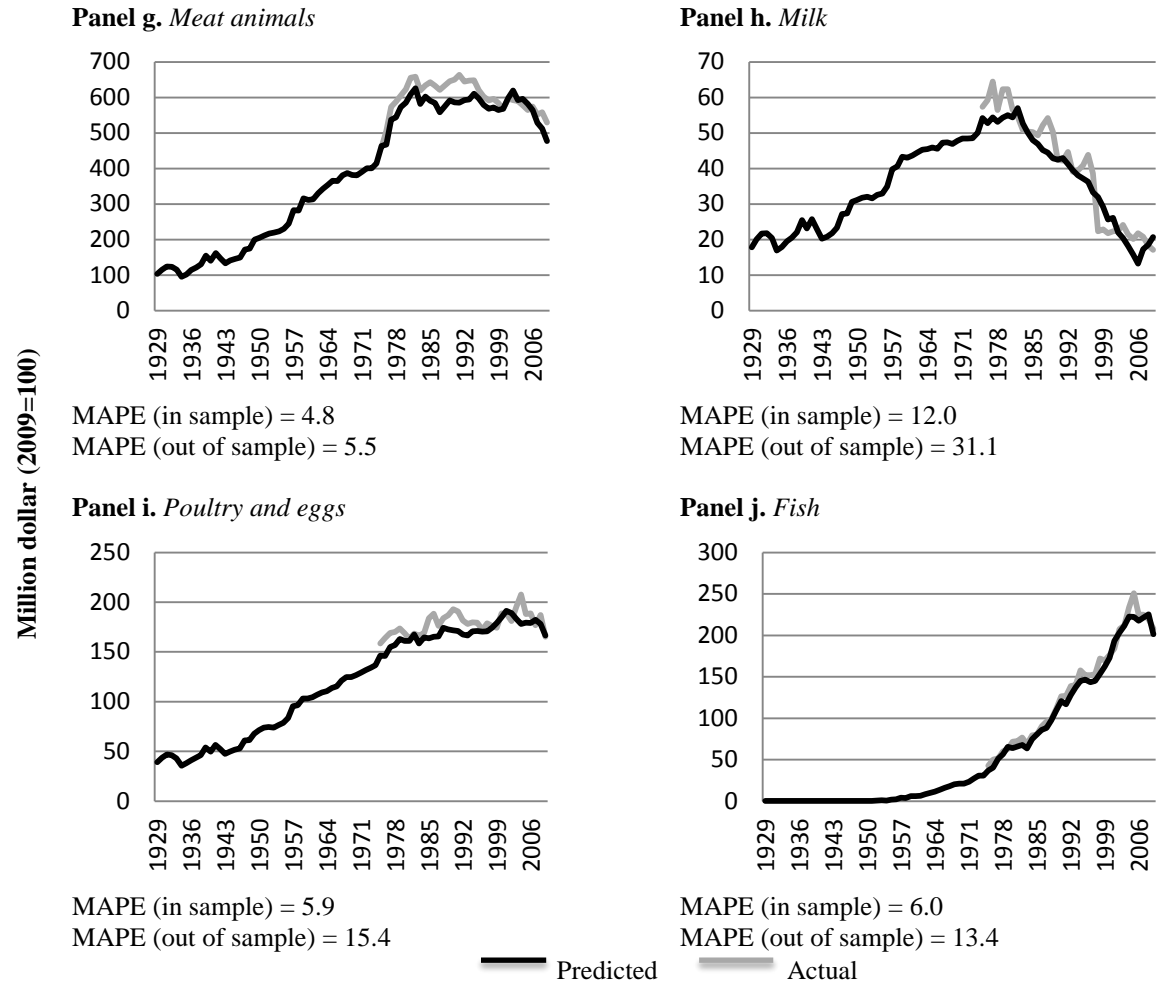 Panel g. Meat animals
700
600
500
400
300
200
100
0
1929 1936 1943 1950 1957 1964 1971 1978 1985 1992 1999 2006
MAPE (in sample) = 4.8
MAPE (out of sample) = 5.5
Panel h. Milk
70
60
50
40
30
20
10
0
1929 1936 1943 1950 1957 1964 1971 1978 1985 1992 1999 2006
MAPE (in sample) = 12.0
MAPE (out of sample) = 31.1
Million dollar (2009=100)
Panel i. Poultry and eggs
250
200
150
100
50
0
1929 1936 1943 1950 1957 1964 1971 1978 1985 1992 1999 2006
MAPE (in sample) = 5.9
MAPE (out of sample) = 15.4
Panel j. Fish
300
250
200
150
100
50
0
1929 1936 1943 1950 1957 1964 1971 1978 1985 1992 1999 2006
MAPE (in sample) = 6.0
MAPE (out of sample) = 13.4
Predicted Actual